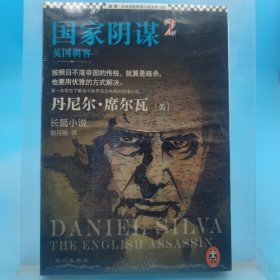 国家阴谋2
英国刺客
按照日不落帝国的传统，就算是暗杀，
也要用优雅的方式解决。
丹尼尔·席尔瓦 [美]
长篇小说
DANIEL SILVA
THE ENGLISH ASSASSIN